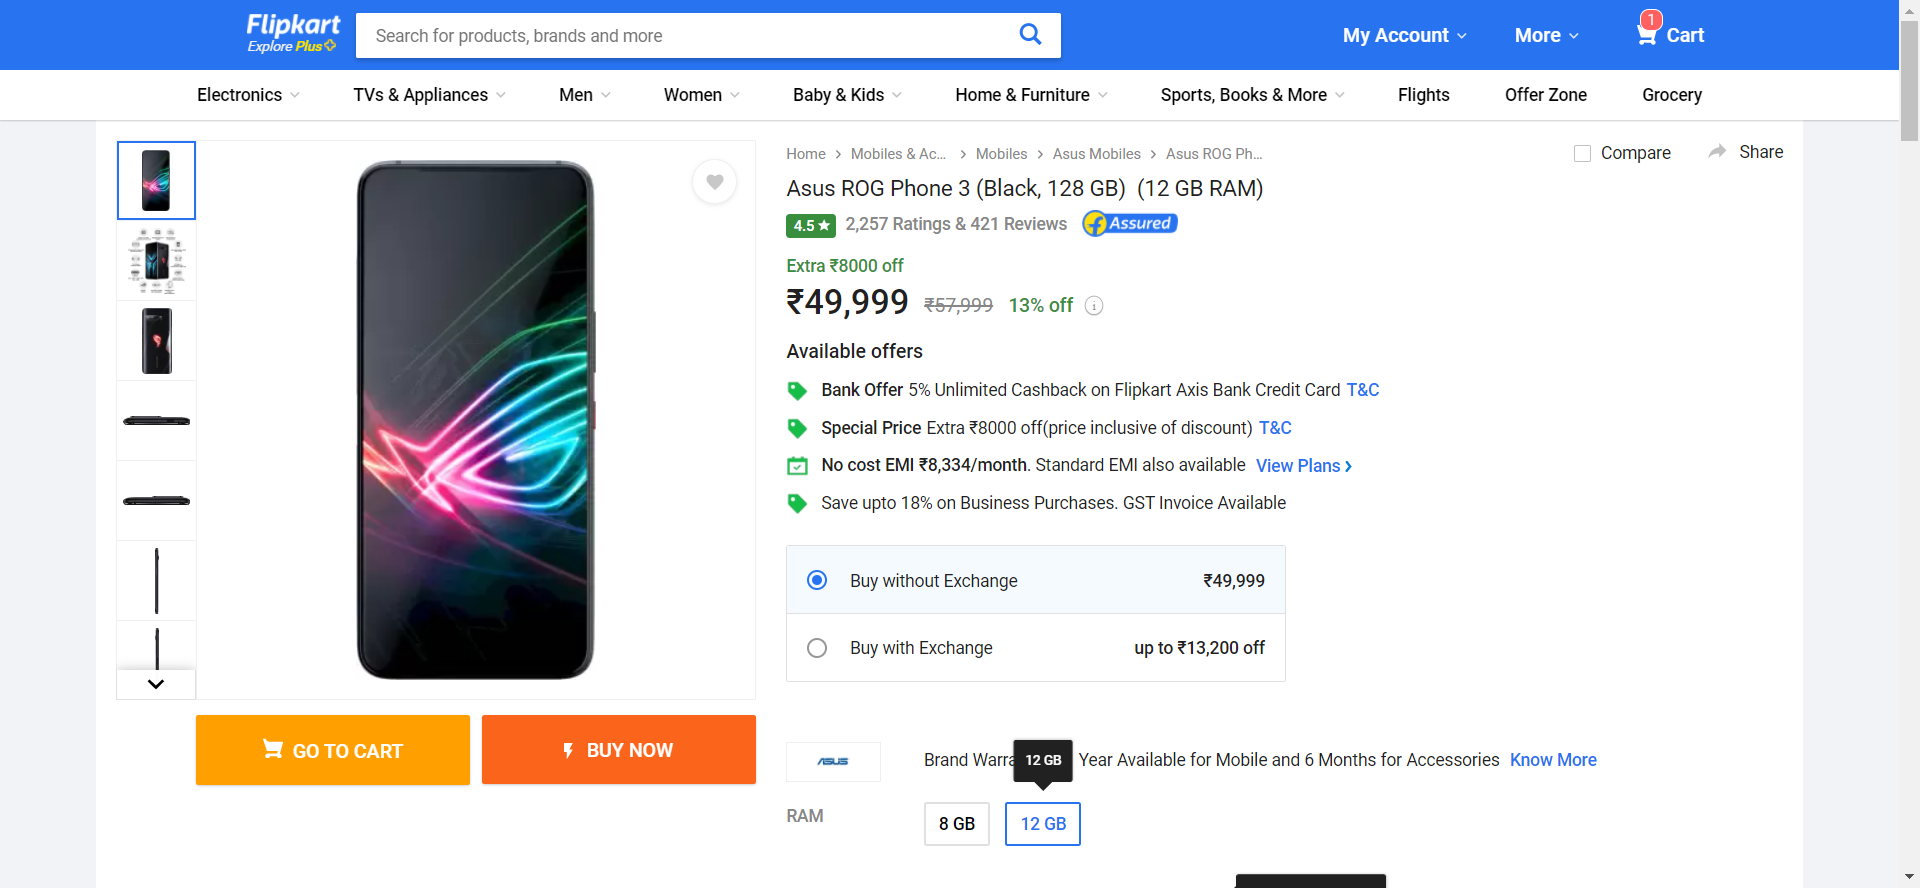 Flipkart
Explore Plus
Search for products, brands and more
My Account
More
1
Cart
Electronics
TVs & Appliances
Men
Women
Baby & Kids
Home & Furniture
Sports, Books & More
Flights
Offer Zone
Grocery
Home
Mobiles & Ac...
Mobiles
Asus Mobiles
Asus ROG Ph...
Compare
Share
Asus ROG Phone 3 (Black, 128 GB)  (12 GB RAM)
4.5 ★ 2,257 Ratings & 421 Reviews
f Assured
Extra ₹8000 off
₹49,999 ₹57,999 13% off i
Available offers
Bank Offer 5% Unlimited Cashback on Flipkart Axis Bank Credit Card T&C
Special Price Extra ₹8000 off(price inclusive of discount) T&C
No cost EMI ₹8,334/month. Standard EMI also available View Plans
Save upto 18% on Business Purchases. GST Invoice Available
Buy without Exchange ₹49,999
Buy with Exchange up to ₹13,200 off
GO TO CART
BUY NOW
ASUS
Brand Warra
12 GB
Year Available for Mobile and 6 Months for Accessories Know More
RAM
8 GB
12 GB